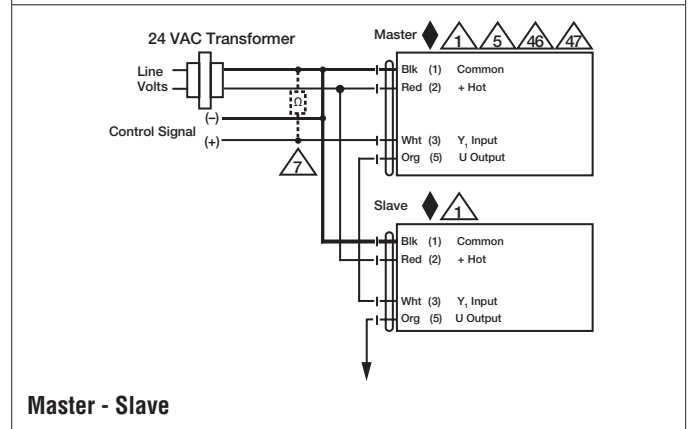 24 VAC Transformer
Line
Volts
(–)
Control Signal
(+)
Ω
7
Master
1
5
46
47
Blk (1) Common
Red (2) + Hot
Wht (3) Y₁ Input
Org (5) U Output
Slave
1
Blk (1) Common
Red (2) + Hot
Wht (3) Y₁ Input
Org (5) U Output
Master - Slave